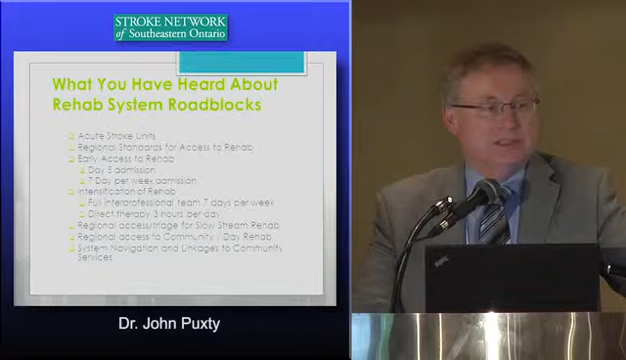 STROKE NETWORK
of Southeastern Ontario
What You Have Heard About
Rehab System Roadblocks
Acute Stroke Units
Regional Standards for Access to Rehab
Early Access to Rehab
Day 5 admission
7 Day per week admission
Intensification of Rehab
Full interprofessional team 7 days per week
Direct therapy 3 hours per day
Regional access/triage for Slow Stream Rehab
Regional access to Community / Day Rehab
System Navigation and Linkages to Community
Services
Dr. John Puxty